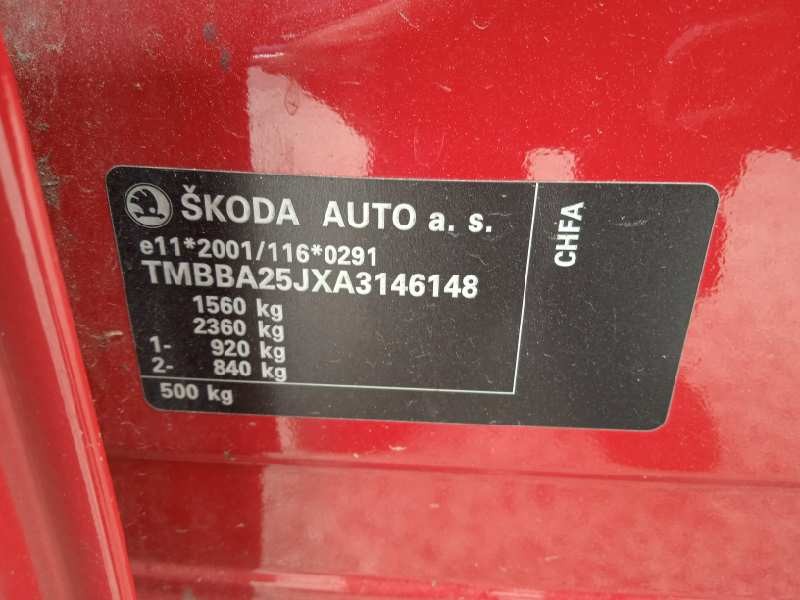 ŠKODA AUTO a. s.
e11*2001/116*0291
TMBBA25JXA3146148
1560 kg
2360 kg
1- 920 kg
2- 840 kg
500 kg
CHFA